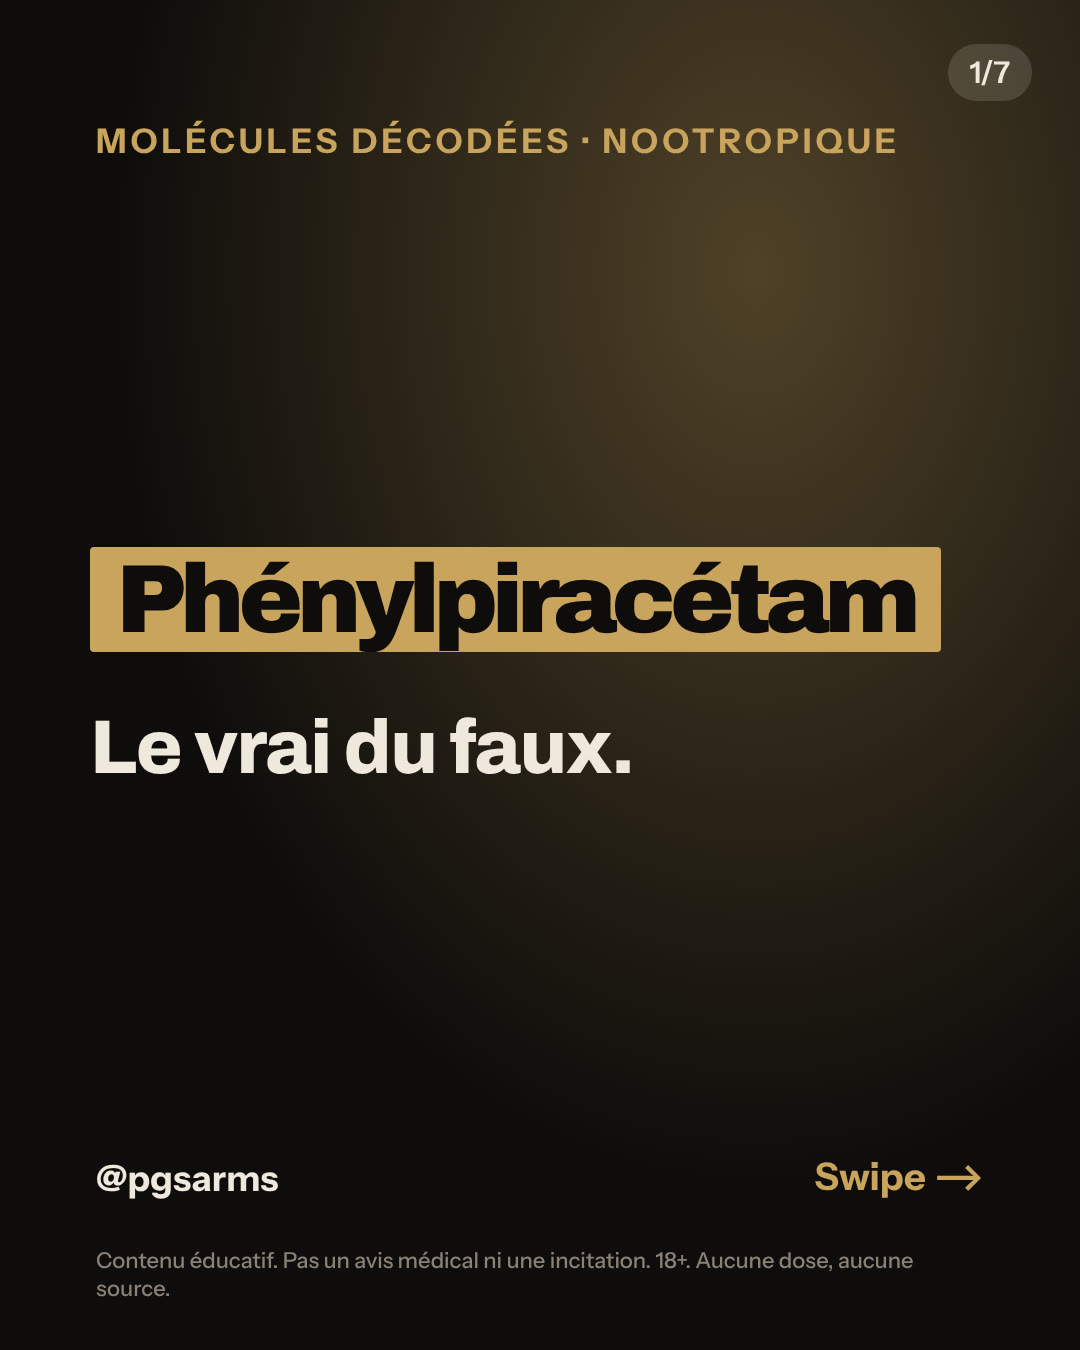 1/7
MOLÉCULES DÉCODÉES · NOOTROPIQUE
Phénylpiracétam
Le vrai du faux.
@pgsarms
Swipe →
Contenu éducatif. Pas un avis médical ni une incitation. 18+. Aucune dose, aucune
source.